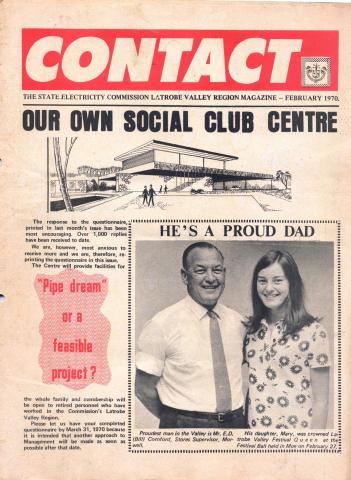 CONTACT
THE STATE ELECTRICITY COMMISSION LATROBE VALLEY REGION MAGAZINE – FEBRUARY 1970.
OUR OWN SOCIAL CLUB CENTRE
The response to the questionnaire,
printed in last month's issue has been
most encouraging. Over 1,000 replies
have been received to date.
We are, however, most anxious to
receive more and we are, therefore, re-
printing the questionnaire in this issue.
The Centre will provide facilities for
"Pipe dream"
or a
feasible
project?
the whole family and membership will
be open to retired personnel who have
worked in the Commission's Latrobe
Valley Region.
Please let us have your completed
questionnaire by March 31, 1970 because
it is intended that another approach to
Management will be made as soon as
possible after that date.
HE'S A PROUD DAD
Proudest man in the Valley is Mr. E.D.
(Bill) Cornford, Stores Supervisor, Mor-
well.
His daughter, Mary, was crowned La-
trobe Valley Festival Queen at the
Festival Ball held in Moe on February 27.